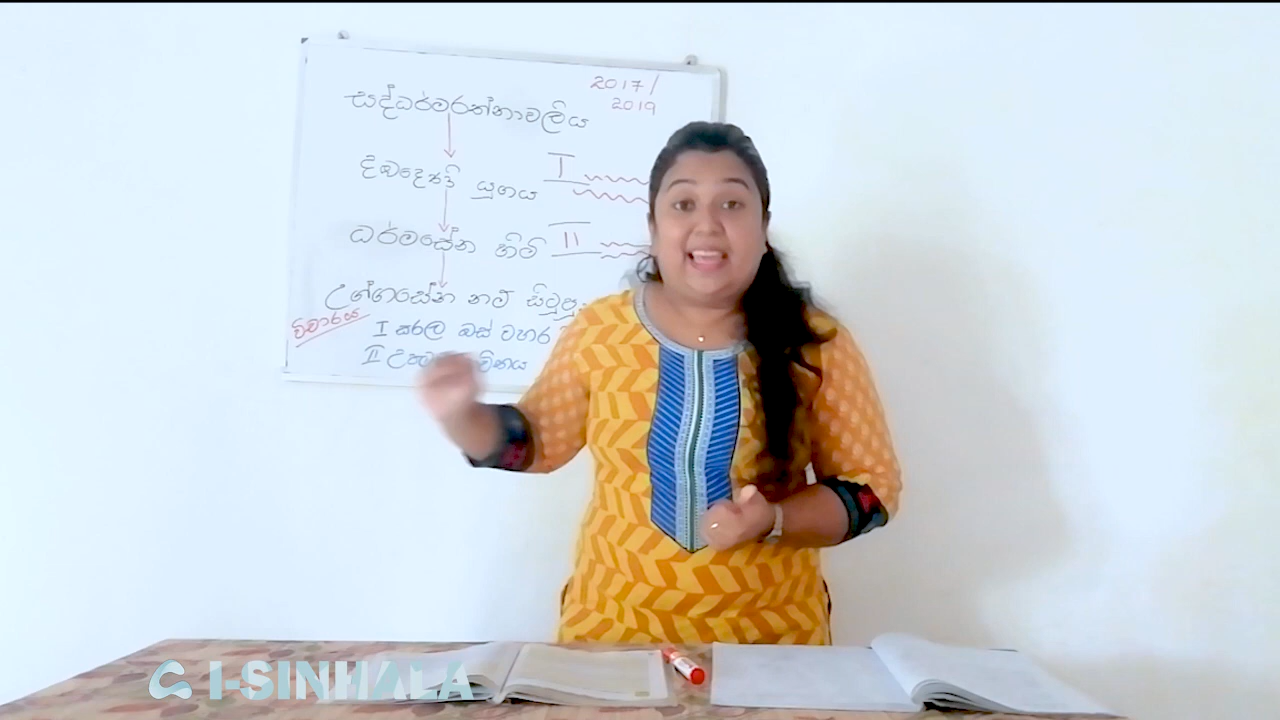 2017/
2019
සද්ධර්මරත්නාවලිය
දඹදෙණි යුගය I
ධර්මසේන හිමි II
උග්ගසේන නම් සිටුපු
විචාරය
I සරල බස් වහර
II
I-SINHALA